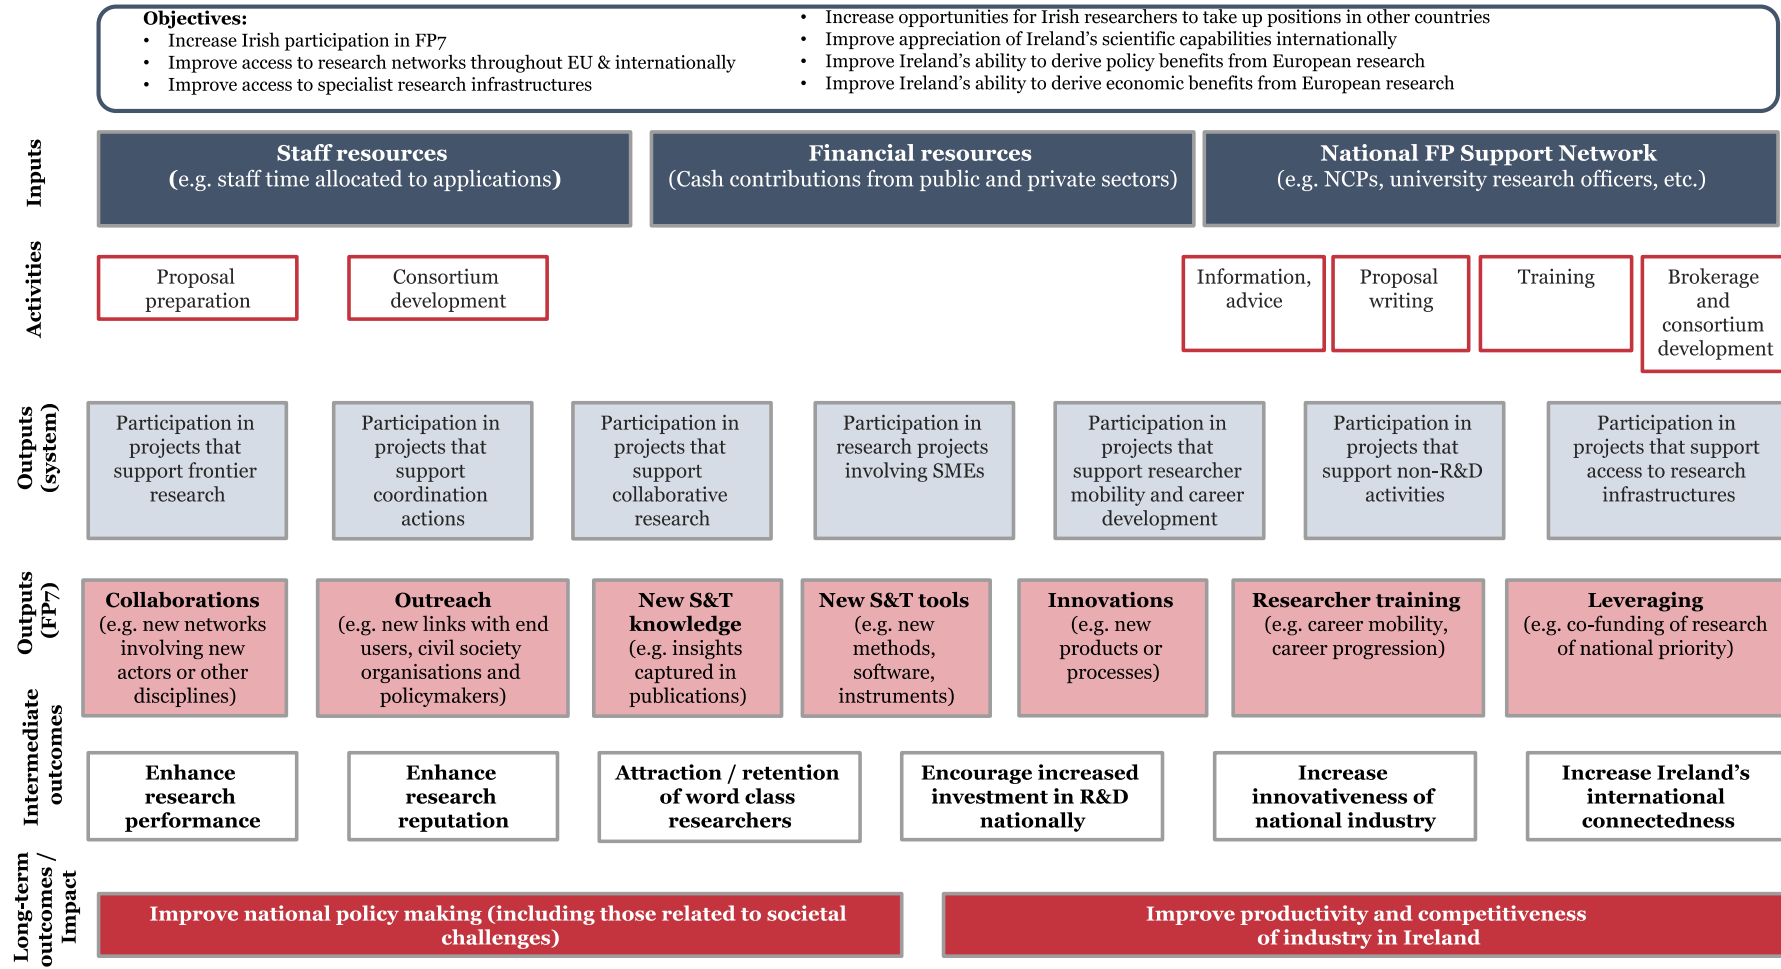 Objectives:
• Increase Irish participation in FP7
• Improve access to research networks throughout EU & internationally
• Improve access to specialist research infrastructures
• Increase opportunities for Irish researchers to take up positions in other countries
• Improve appreciation of Ireland's scientific capabilities internationally
• Improve Ireland's ability to derive policy benefits from European research
• Improve Ireland's ability to derive economic benefits from European research
Inputs
Staff resources
(e.g. staff time allocated to applications)
Financial resources
(Cash contributions from public and private sectors)
National FP Support Network
(e.g. NCPs, university research officers, etc.)
Activities
Proposal
preparation
Consortium
development
Information,
advice
Proposal
writing
Training
Brokerage
and
consortium
development
Outputs
(system)
Participation in
projects that
support frontier
research
Participation in
projects that
support
coordination
actions
Participation in
projects that
support
collaborative
research
Participation in
research projects
involving SMEs
Participation in
projects that
support researcher
mobility and career
development
Participation in
projects that
support non-R&D
activities
Participation in
projects that support
access to research
infrastructures
Outputs
(FP7)
Collaborations
(e.g. new networks
involving new
actors or other
disciplines)
Outreach
(e.g. new links with end
users, civil society
organisations and
policymakers)
New S&T
knowledge
(e.g. insights
captured in
publications)
New S&T tools
(e.g. new
methods,
software,
instruments)
Innovations
(e.g. new
products or
processes)
Researcher training
(e.g. career mobility,
career progression)
Leveraging
(e.g. co-funding of research
of national priority)
Intermediate
outcomes
Enhance
research
performance
Enhance
research
reputation
Attraction / retention
of word class
researchers
Encourage increased
investment in R&D
nationally
Increase
innovativeness of
national industry
Increase Ireland's
international
connectedness
Long-term
outcomes /
Impact
Improve national policy making (including those related to societal
challenges)
Improve productivity and competitiveness
of industry in Ireland